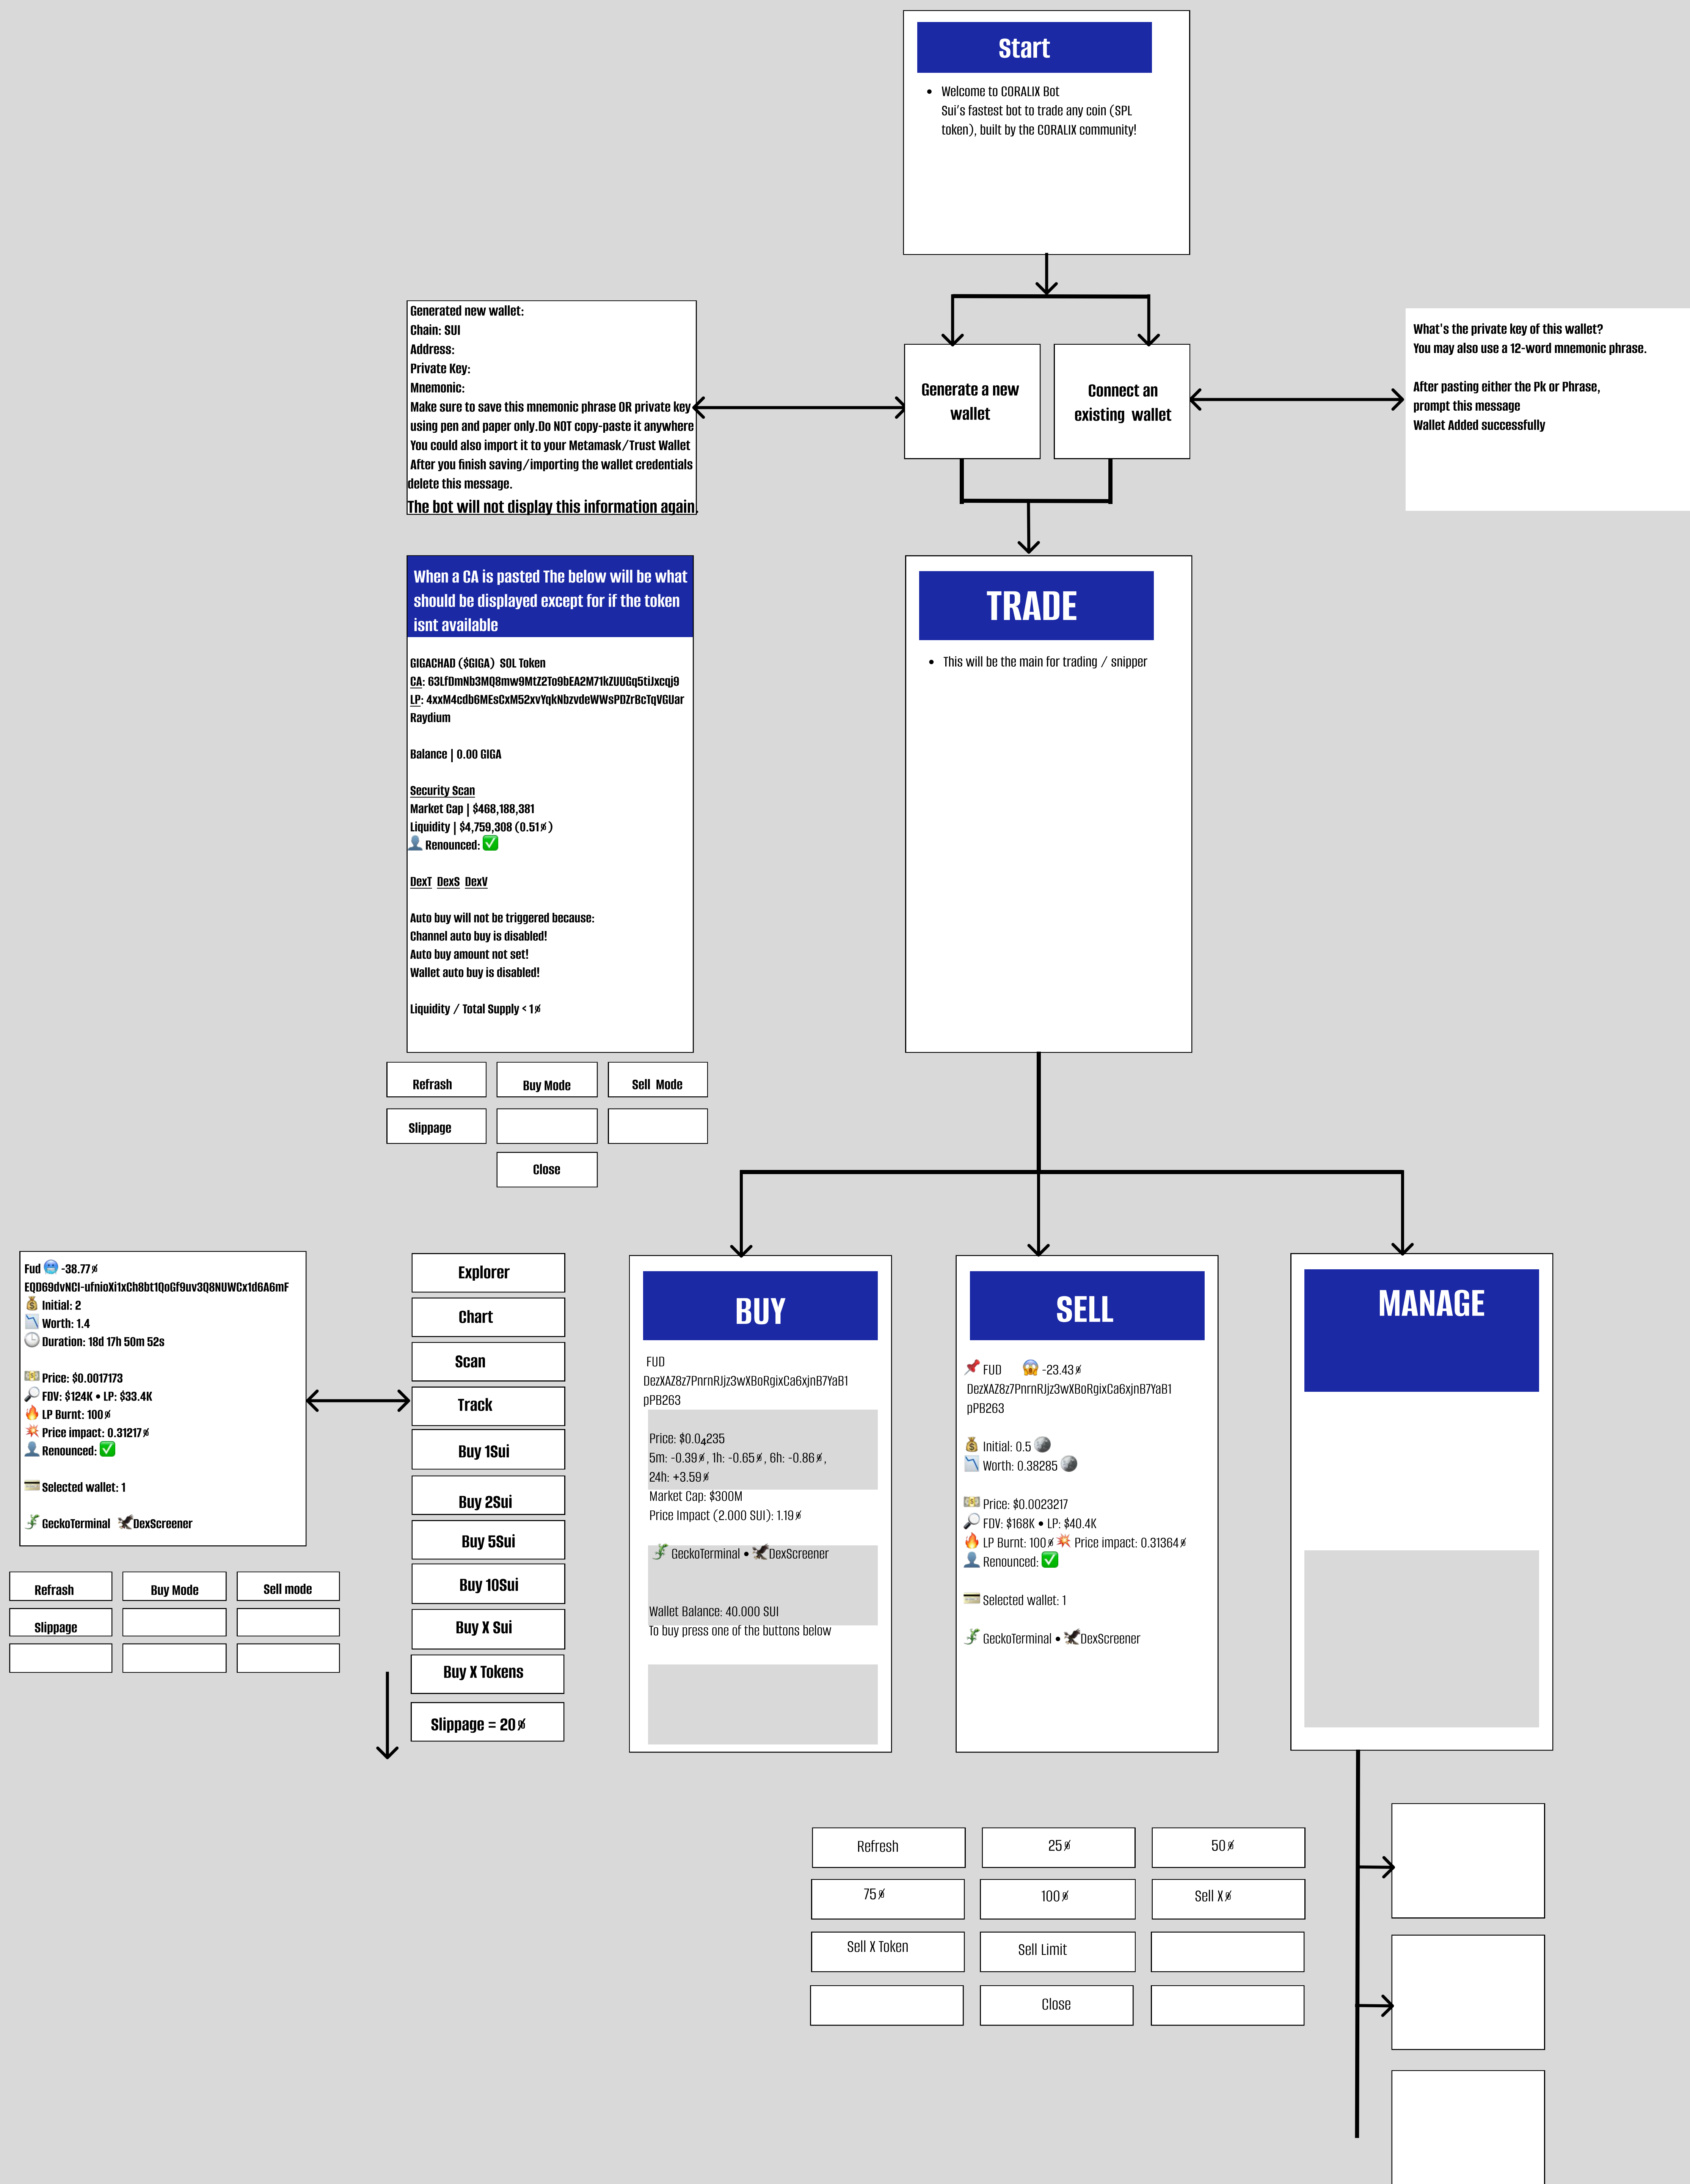 Start
• Welcome to CORALIX Bot
Sui's fastest bot to trade any coin (SPL
token), built by the CORALIX community!
Generated new wallet:
Chain: SUI
Address:
Private Key:
Mnemonic:
Make sure to save this mnemonic phrase OR private key
using pen and paper only.Do NOT copy-paste it anywhere
You could also import it to your Metamask/Trust Wallet
After you finish saving/importing the wallet credentials
delete this message.
The bot will not display this information again.
Generate a new
wallet
Connect an
existing wallet
What's the private key of this wallet?
You may also use a 12-word mnemonic phrase.
After pasting either the Pk or Phrase,
prompt this message
Wallet Added successfully
When a CA is pasted The below will be what
should be displayed except for if the token
isnt available
GIGACHAD ($GIGA) SOL Token
CA: 63LfDmNb3MQ8mw9MtZ2To9bEA2M71kZUUGq5tiJxcqj9
LP: 4xxM4cdb6MEsCxM52xvYqkNbzvdeWWsPDZrBcTqVGUar
Raydium
Balance | 0.00 GIGA
Security Scan
Market Cap | $468,188,381
Liquidity | $4,759,308 (0.51%)
👤 Renounced: ✅
DexT DexS DexV
Auto buy will not be triggered because:
Channel auto buy is disabled!
Auto buy amount not set!
Wallet auto buy is disabled!
Liquidity / Total Supply < 1%
Refrash
Buy Mode
Sell Mode
Slippage
Close
TRADE
• This will be the main for trading / snipper
Fud 🥶 -38.77%
EQD69dvNCI-ufnioXi1xCh8bt1QoGf9uv3Q8NUWCx1d6A6mF
💰 Initial: 2
📉 Worth: 1.4
🕒 Duration: 18d 17h 50m 52s
💵 Price: $0.0017173
🔎 FDV: $124K • LP: $33.4K
🔥 LP Burnt: 100%
💥 Price impact: 0.31217%
👤 Renounced: ✅
💳 Selected wallet: 1
🦎 GeckoTerminal 🦅DexScreener
Refrash
Buy Mode
Sell mode
Slippage
Explorer
Chart
Scan
Track
Buy 1Sui
Buy 2Sui
Buy 5Sui
Buy 10Sui
Buy X Sui
Buy X Tokens
Slippage = 20%
BUY
FUD
DezXAZ8z7PnrnRJjz3wXBoRgixCa6xjnB7YaB1
pPB263
Price: $0.0₄235
5m: -0.39%, 1h: -0.65%, 6h: -0.86%,
24h: +3.59%
Market Cap: $300M
Price Impact (2.000 SUI): 1.19%
🦎 GeckoTerminal • 🦅DexScreener
Wallet Balance: 40.000 SUI
To buy press one of the buttons below
SELL
📌 FUD 😱 -23.43%
DezXAZ8z7PnrnRJjz3wXBoRgixCa6xjnB7YaB1
pPB263
💰 Initial: 0.5 🌑
📉 Worth: 0.38285 🌑
💵 Price: $0.0023217
🔎 FDV: $168K • LP: $40.4K
🔥 LP Burnt: 100% 💥 Price impact: 0.31364%
👤 Renounced: ✅
💳 Selected wallet: 1
🦎 GeckoTerminal • 🦅DexScreener
MANAGE
Refresh
25%
50%
75%
100%
Sell X%
Sell X Token
Sell Limit
Close